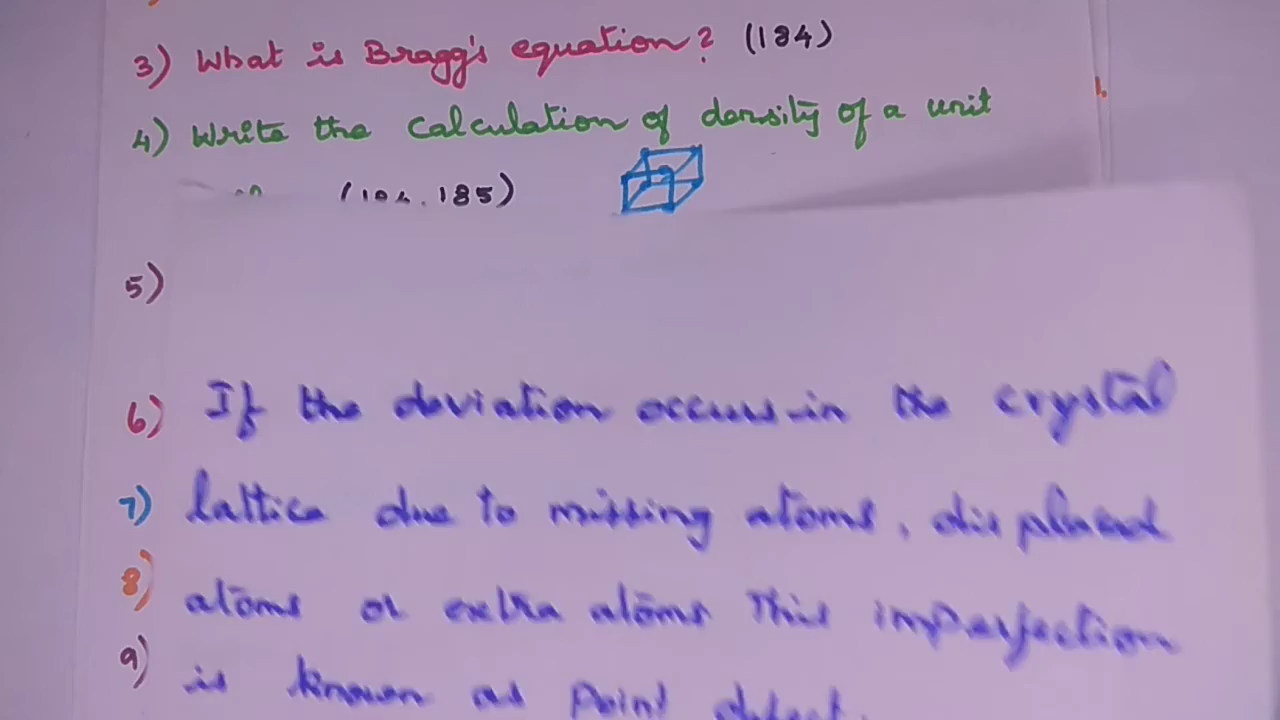 3) What is Bragg's equation? (184)
4) Write the calculation of density of a unit
185)
5)
6) If the deviation occurs in the crystal
7) lattice due to missing atoms, displaced
8) atoms or extra atoms This imperfection
9) is known as point defect.
1.